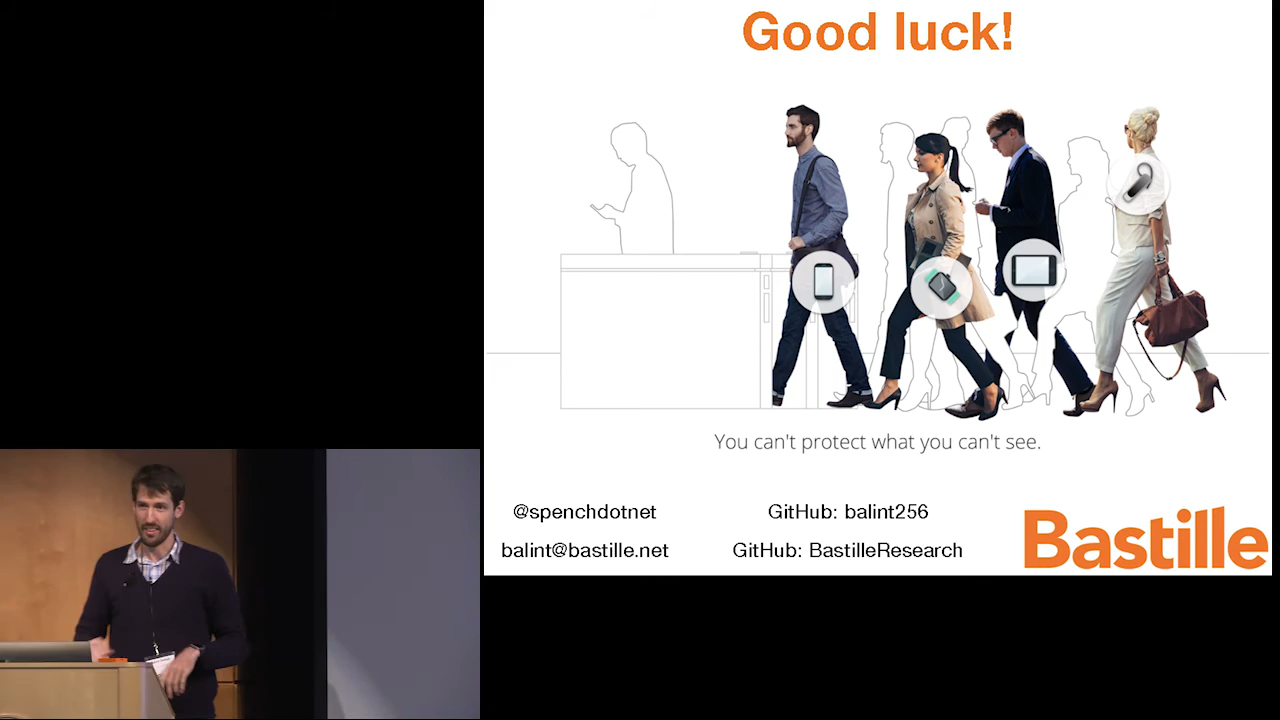 Good luck!
You can't protect what you can't see.
@spenchdotnet
GitHub: balint256
balint@bastille.net
GitHub: BastilleResearch
Bastille